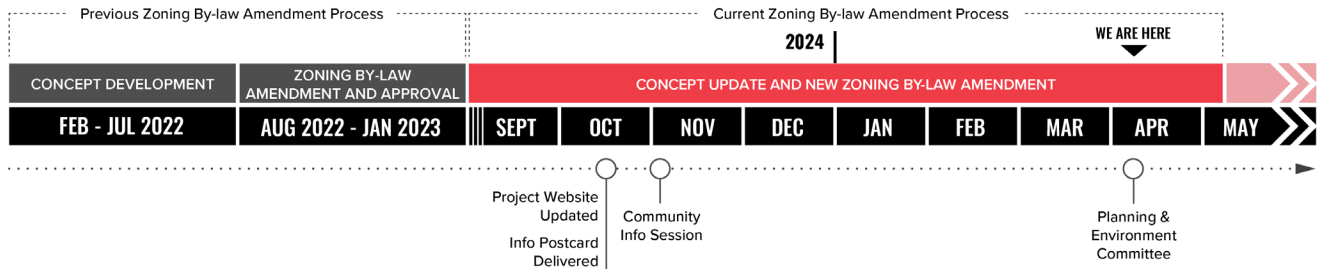 Previous Zoning By-law Amendment Process
Current Zoning By-law Amendment Process
2024
WE ARE HERE
CONCEPT DEVELOPMENT
ZONING BY-LAW
AMENDMENT AND APPROVAL
CONCEPT UPDATE AND NEW ZONING BY-LAW AMENDMENT
FEB - JUL 2022
AUG 2022 - JAN 2023
SEPT
OCT
NOV
DEC
JAN
FEB
MAR
APR
MAY
Project Website
Updated
Info Postcard
Delivered
Community
Info Session
Planning &
Environment
Committee